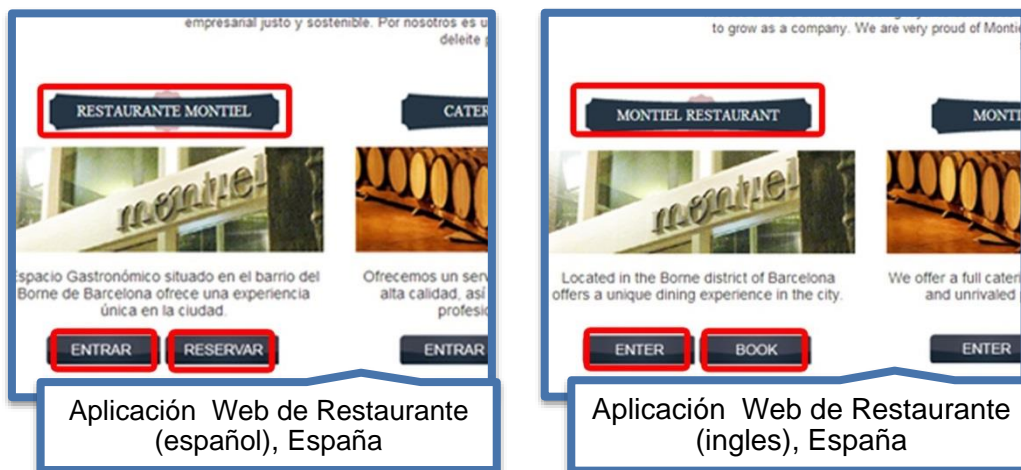 empresarial justo y sostenible. Por nosotros es u
deleite p
RESTAURANTE MONTIEL
CATER
montiel
Espacio Gastronómico situado en el barrio del
Borne de Barcelona ofrece una experiencia
única en la ciudad.
Ofrecemos un serv
alta calidad, así
profesio
ENTRAR
RESERVAR
ENTRAR
Aplicación Web de Restaurante
(español), España
to grow as a company. We are very proud of Montie
MONTIEL RESTAURANT
MONTI
montiel
Located in the Borne district of Barcelona
offers a unique dining experience in the city.
We offer a full cateri
and unrivaled
ENTER
BOOK
ENTER
Aplicación Web de Restaurante
(ingles), España